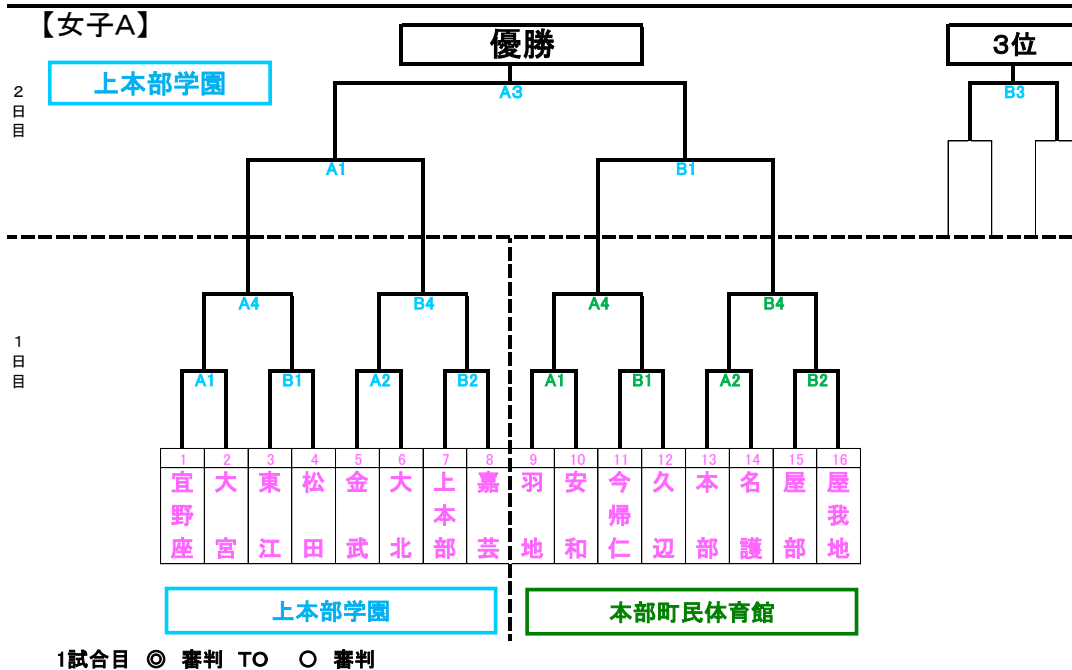 【女子A】
優勝
3位
上本部学園
2日目
A3
B3
A1
B1
1日目
A4
B4
A4
B4
A1
B1
A2
B2
A1
B1
A2
B2
1 2 3 4 5 6 7 8 9 10 11 12 13 14 15 16
宜野座
大宮
東江
松田
金武
大北
上本部
嘉芸
羽地
安和
今帰仁
久辺
本部
名護
屋部
屋我地
上本部学園
本部町民体育館
1試合目 ◎ 審判 TO ○ 審判